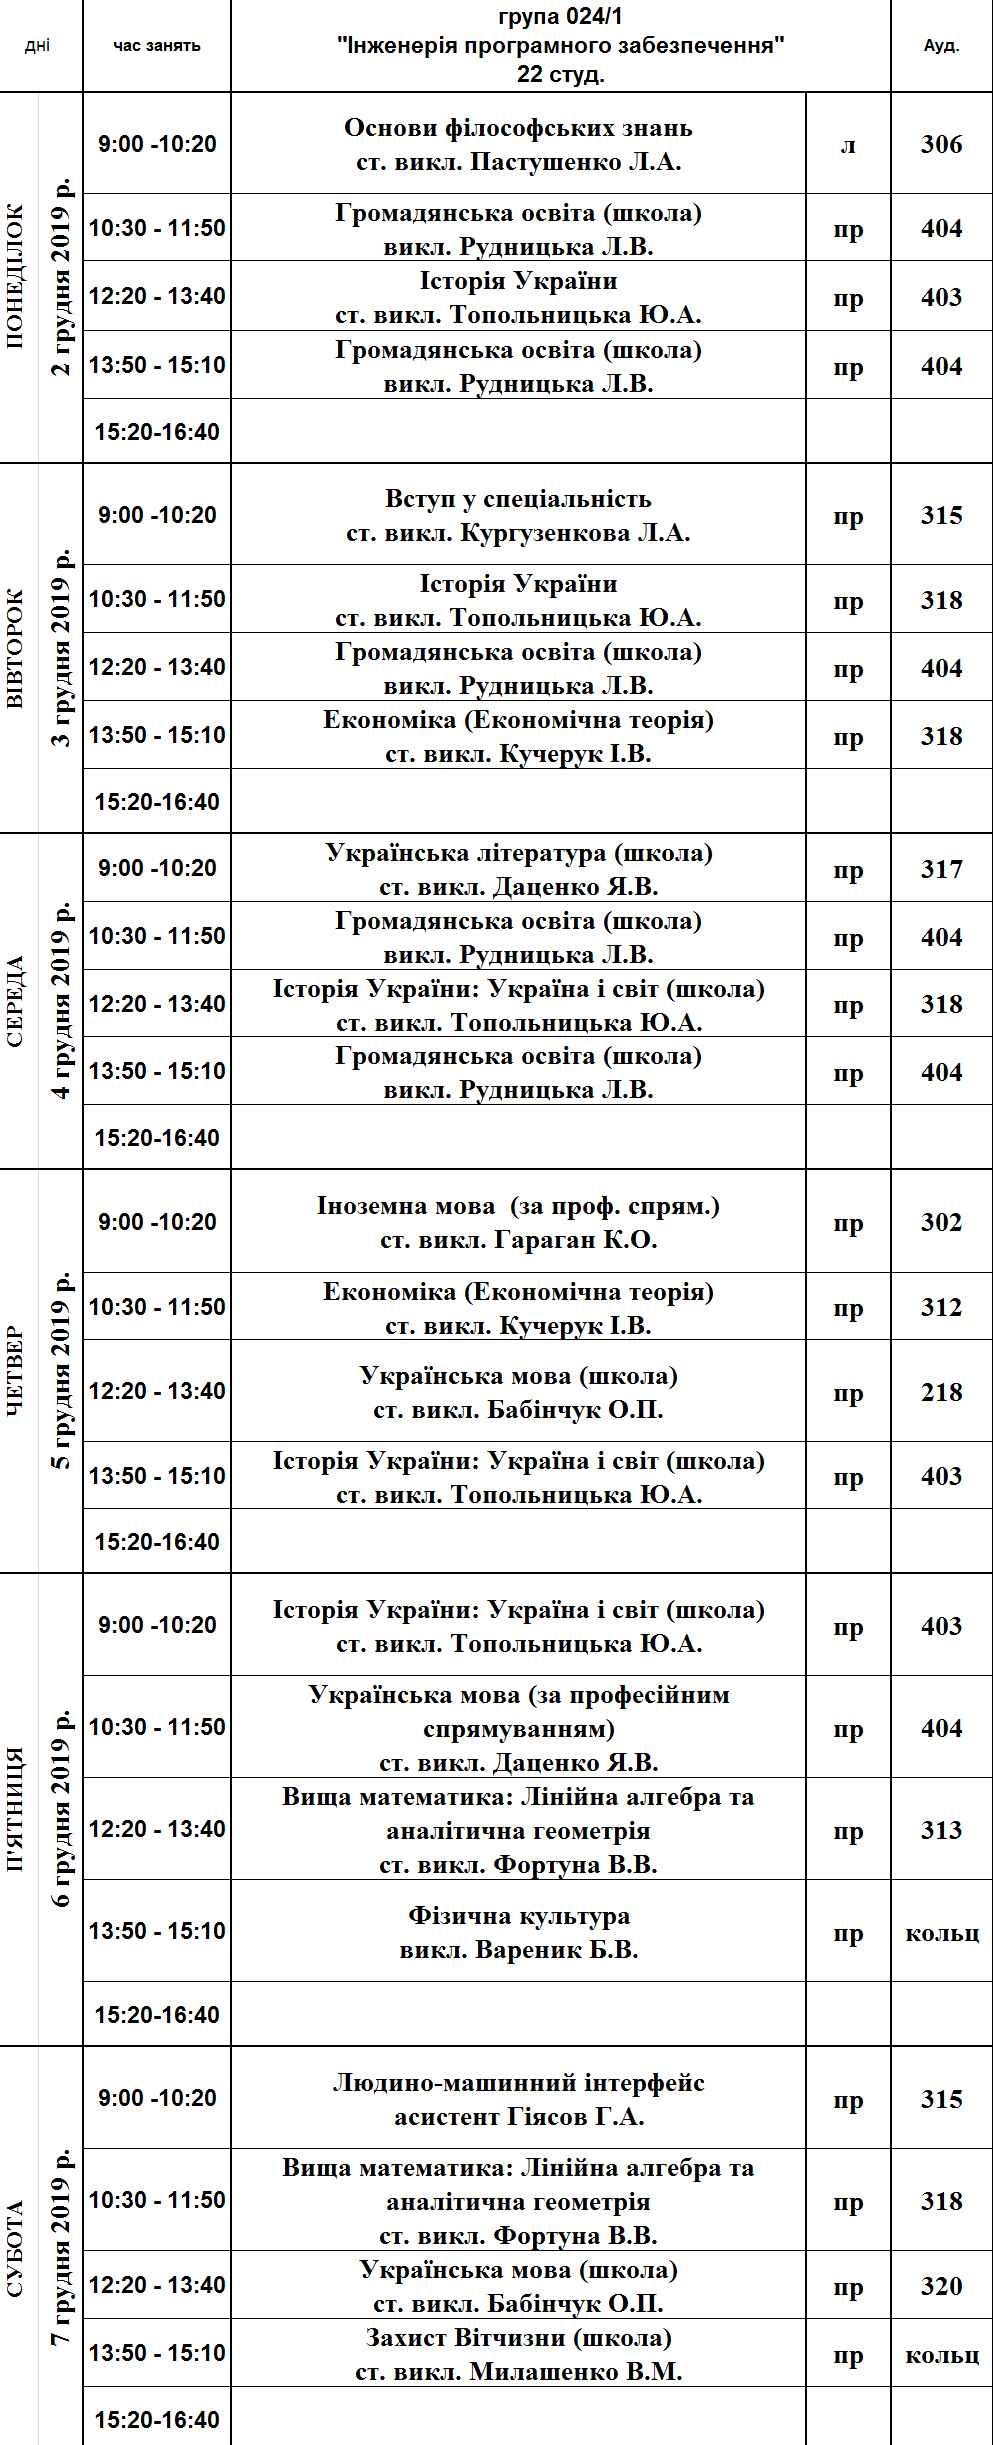 дні
час занять
група 024/1
"Інженерія програмного забезпечення"
22 студ.
Ауд.
ПОНЕДІЛОК
2 грудня 2019 р.
9:00 -10:20
Основи філософських знань
ст. викл. Пастушенко Л.А.
л
306
10:30 - 11:50
Громадянська освіта (школа)
викл. Рудницька Л.В.
пр
404
12:20 - 13:40
Історія України
ст. викл. Топольницька Ю.А.
пр
403
13:50 - 15:10
Громадянська освіта (школа)
викл. Рудницька Л.В.
пр
404
15:20-16:40
ВІВТОРОК
3 грудня 2019 р.
9:00 -10:20
Вступ у спеціальність
ст. викл. Кургузенкова Л.А.
пр
315
10:30 - 11:50
Історія України
ст. викл. Топольницька Ю.А.
пр
318
12:20 - 13:40
Громадянська освіта (школа)
викл. Рудницька Л.В.
пр
404
13:50 - 15:10
Економіка (Економічна теорія)
ст. викл. Кучерук І.В.
пр
318
15:20-16:40
СЕРЕДА
4 грудня 2019 р.
9:00 -10:20
Українська література (школа)
ст. викл. Даценко Я.В.
пр
317
10:30 - 11:50
Громадянська освіта (школа)
викл. Рудницька Л.В.
пр
404
12:20 - 13:40
Історія України: Україна і світ (школа)
ст. викл. Топольницька Ю.А.
пр
318
13:50 - 15:10
Громадянська освіта (школа)
викл. Рудницька Л.В.
пр
404
15:20-16:40
ЧЕТВЕР
5 грудня 2019 р.
9:00 -10:20
Іноземна мова  (за проф. спрям.)
ст. викл. Гараган К.О.
пр
302
10:30 - 11:50
Економіка (Економічна теорія)
ст. викл. Кучерук І.В.
пр
312
12:20 - 13:40
Українська мова (школа)
ст. викл. Бабінчук О.П.
пр
218
13:50 - 15:10
Історія України: Україна і світ (школа)
ст. викл. Топольницька Ю.А.
пр
403
15:20-16:40
П'ЯТНИЦЯ
6 грудня 2019 р.
9:00 -10:20
Історія України: Україна і світ (школа)
ст. викл. Топольницька Ю.А.
пр
403
10:30 - 11:50
Українська мова (за професійним
спрямуванням)
ст. викл. Даценко Я.В.
пр
404
12:20 - 13:40
Вища математика: Лінійна алгебра та
аналітична геометрія
ст. викл. Фортуна В.В.
пр
313
13:50 - 15:10
Фізична культура
викл. Вареник Б.В.
пр
кольц
15:20-16:40
СУБОТА
7 грудня 2019 р.
9:00 -10:20
Людино-машинний інтерфейс
асистент Гіясов Г.А.
пр
315
10:30 - 11:50
Вища математика: Лінійна алгебра та
аналітична геометрія
ст. викл. Фортуна В.В.
пр
318
12:20 - 13:40
Українська мова (школа)
ст. викл. Бабінчук О.П.
пр
320
13:50 - 15:10
Захист Вітчизни (школа)
ст. викл. Милашенко В.М.
пр
кольц
15:20-16:40